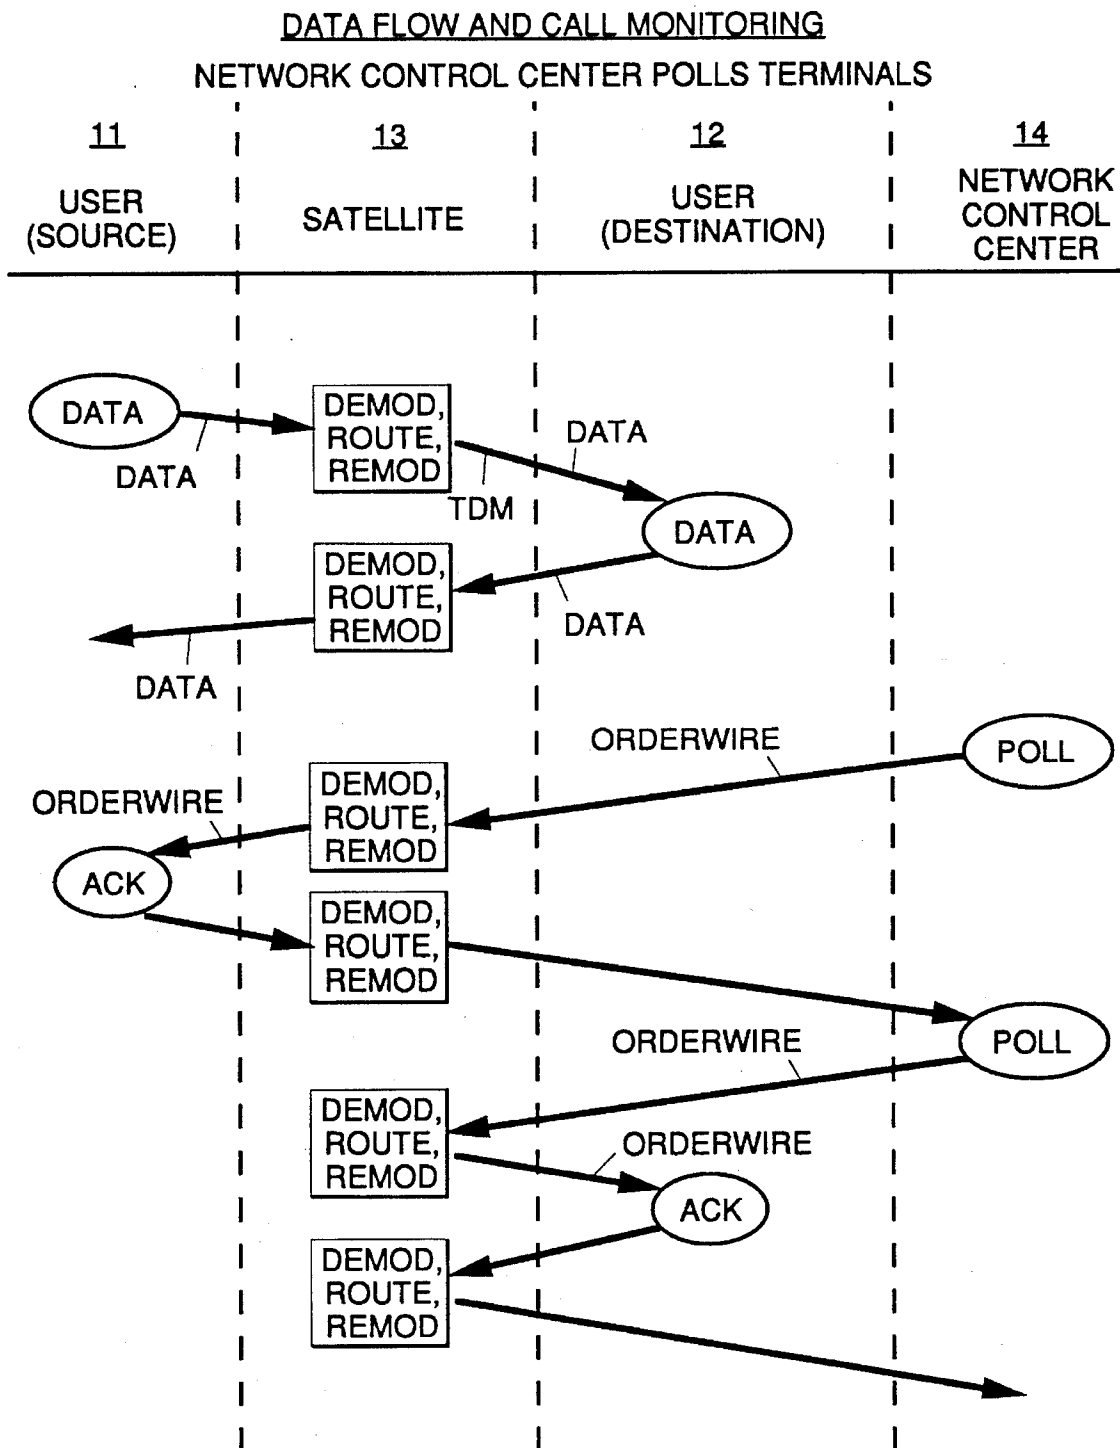 DATA FLOW AND CALL MONITORING
NETWORK CONTROL CENTER POLLS TERMINALS
11
USER
(SOURCE)
13
SATELLITE
12
USER
(DESTINATION)
14
NETWORK
CONTROL
CENTER
DATA
DATA
DEMOD,
ROUTE,
REMOD
TDM
DATA
DATA
DATA
DEMOD,
ROUTE,
REMOD
DATA
POLL
ORDERWIRE
DEMOD,
ROUTE,
REMOD
ORDERWIRE
ACK
DEMOD,
ROUTE,
REMOD
POLL
ORDERWIRE
DEMOD,
ROUTE,
REMOD
ORDERWIRE
ACK
DEMOD,
ROUTE,
REMOD